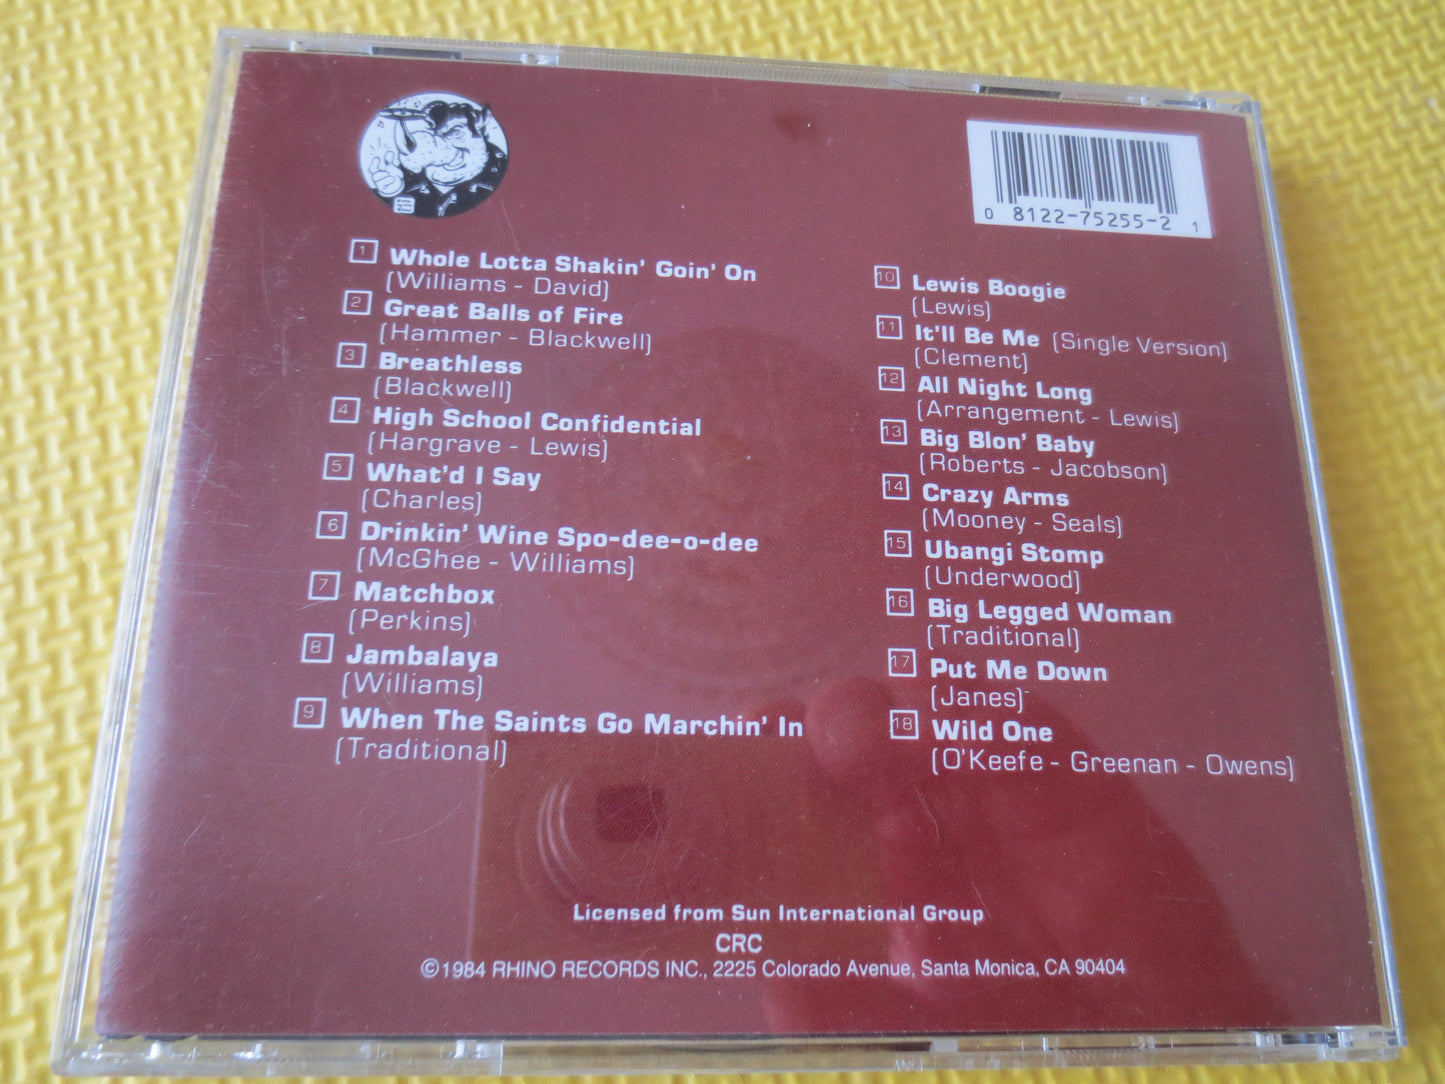 0 8122-75255-2 1
1 Whole Lotta Shakin' Goin' On
(Williams - David)
2 Great Balls of Fire
(Hammer - Blackwell)
3 Breathless
(Blackwell)
4 High School Confidential
(Hargrave - Lewis)
5 What'd I Say
(Charles)
6 Drinkin' Wine Spo-dee-o-dee
(McGhee - Williams)
7 Matchbox
(Perkins)
8 Jambalaya
(Williams)
9 When The Saints Go Marchin' In
(Traditional)
10 Lewis Boogie
(Lewis)
11 It'll Be Me (Single Version)
(Clement)
12 All Night Long
(Arrangement - Lewis)
13 Big Blon' Baby
(Roberts - Jacobson)
14 Crazy Arms
(Mooney - Seals)
15 Ubangi Stomp
(Underwood)
16 Big Legged Woman
(Traditional)
17 Put Me Down
(Janes)
18 Wild One
(O'Keefe - Greenan - Owens)
Licensed from Sun International Group
CRC
©1984 RHINO RECORDS INC., 2225 Colorado Avenue, Santa Monica, CA 90404